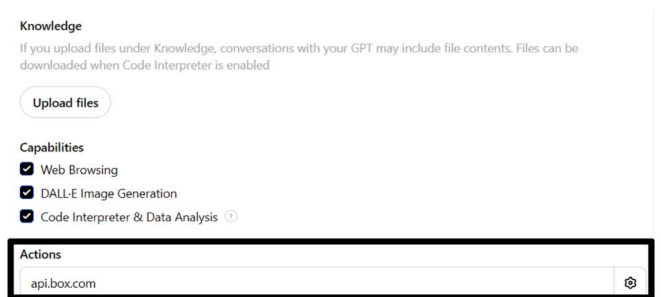 Knowledge
If you upload files under Knowledge, conversations with your GPT may include file contents. Files can be
downloaded when Code Interpreter is enabled
Upload files
Capabilities
Web Browsing
DALL·E Image Generation
Code Interpreter & Data Analysis ?
Actions
api.box.com